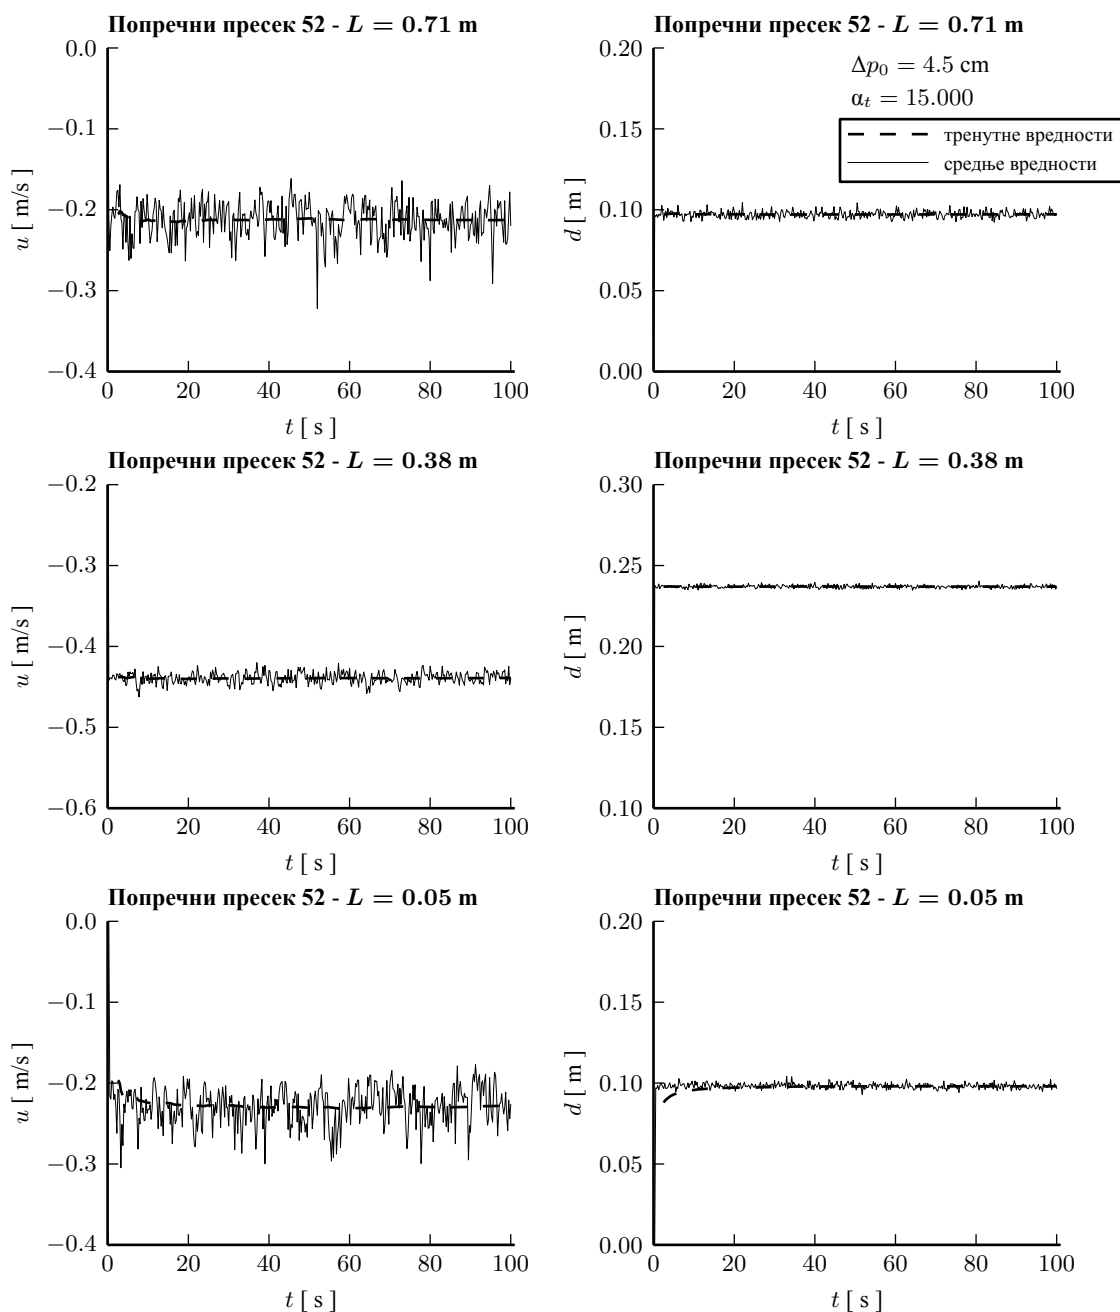 Попречни пресек 52 - L = 0.71 m
0.0
−0.1
−0.2
−0.3
−0.4
u [ m/s ]
0 20 40 60 80 100
t [ s ]
Попречни пресек 52 - L = 0.71 m
Δp₀ = 4.5 cm
αₜ = 15.000
тренутне вредности
средње вредности
0.20
0.15
0.10
0.05
0.00
d [ m ]
0 20 40 60 80 100
t [ s ]
Попречни пресек 52 - L = 0.38 m
−0.2
−0.3
−0.4
−0.5
−0.6
u [ m/s ]
0 20 40 60 80 100
t [ s ]
Попречни пресек 52 - L = 0.38 m
0.30
0.25
0.20
0.15
0.10
d [ m ]
0 20 40 60 80 100
t [ s ]
Попречни пресек 52 - L = 0.05 m
0.0
−0.1
−0.2
−0.3
−0.4
u [ m/s ]
0 20 40 60 80 100
t [ s ]
Попречни пресек 52 - L = 0.05 m
0.20
0.15
0.10
0.05
0.00
d [ m ]
0 20 40 60 80 100
t [ s ]